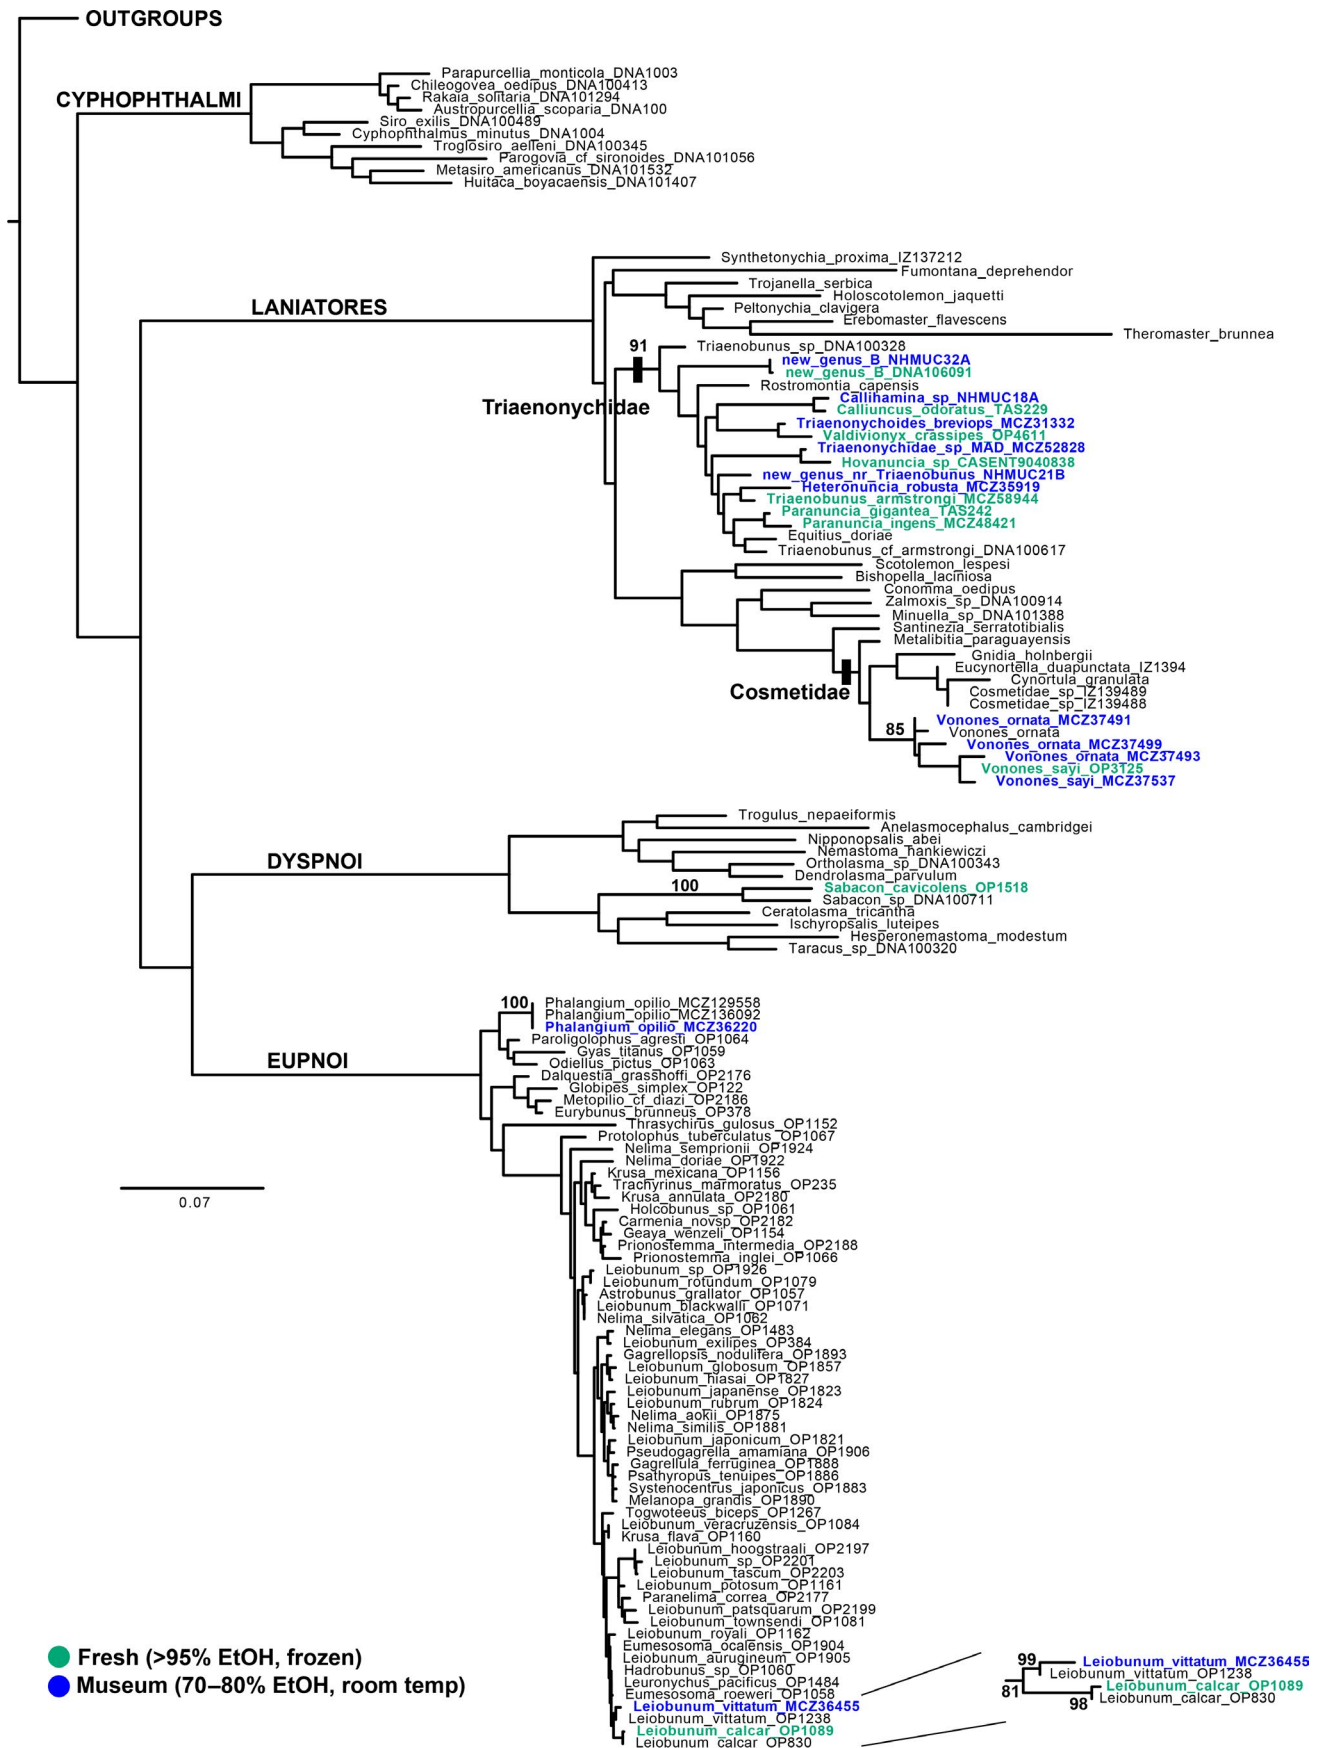 OUTGROUPS
Parapurcellia_monticola_DNA1003
Chileogovea_oedipus_DNA100413
Rakaia_solitaria_DNA101294
CYPHOPHTHALMI
Austropurcellia_scoparia_DNA100
Siro_exilis_DNA100489
Cyphophthalmus_minutus_DNA1004
Troglosiro_aelleni_DNA100345
Parogovia_cf_sironoides_DNA101056
Metasiro_americanus_DNA101532
Huitaca_boyacaensis_DNA101407
Synthetonychia_proxima_IZ137212
Fumontana_deprehendor
Trojanella_serbica
Holoscotolemon_jaquetti
LANIATORES
Peltonychia_clavigera
Erebomaster_flavescens
Theromaster_brunnea
91
Triaenobunus_sp_DNA100328
new_genus_B_NHMUC32A
new_genus_B_DNA106091
Rostromontia_capensis
Callihamina_sp_NHMUC18A
Triaenonychidae
Calliuncus_odoratus_TAS229
Triaenonychoides_breviops_MCZ31332
Valdivionyx_crassipes_OP4611
Triaenonychidae_sp_MAD_MCZ52828
Hovanuncia_sp_CASENT9040838
new_genus_nr_Triaenobunus_NHMUC21B
Heteronuncia_robusta_MCZ35919
Triaenobunus_armstrongi_MCZ58944
Paranuncia_gigantea_TAS242
Paranuncia_ingens_MCZ48421
Equitius_doriae
Triaenobunus_cf_armstrongi_DNA100617
Scotolemon_lespesi
Bishopella_laciniosa
Conomma_oedipus
Zalmoxis_sp_DNA100914
Minuella_sp_DNA101388
Santinezia_serratotibialis
Metalibitia_paraguayensis
Gnidia_holnbergii
Eucynortella_duapunctata_IZ1394
Cynortula_granulata
Cosmetidae
Cosmetidae_sp_IZ139489
Cosmetidae_sp_IZ139488
Vonones_ornata_MCZ37491
85
Vonones_ornata
Vonones_ornata_MCZ37499
Vonones_ornata_MCZ37493
Vonones_sayi_OP3125
Vonones_sayi_MCZ37537
Trogulus_nepaeiformis
Anelasmocephalus_cambridgei
Nipponopsalis_abei
Nemastoma_hankiewiczi
DYSPNOI
Ortholasma_sp_DNA100343
Dendrolasma_parvulum
100
Sabacon_cavicolens_OP1518
Sabacon_sp_DNA100711
Ceratolasma_tricantha
Ischyropsalis_luteipes
Hesperonemastoma_modestum
Taracus_sp_DNA100320
100
Phalangium_opilio_MCZ129558
Phalangium_opilio_MCZ136092
Phalangium_opilio_MCZ36220
Paroligolophus_agresti_OP1064
Gyas_titanus_OP1059
EUPNOI
Odiellus_pictus_OP1063
Dalquestia_grasshoffi_OP2176
Globipes_simplex_OP122
Metopilio_cf_diazi_OP2186
Eurybunus_brunneus_OP378
Thrasychirus_gulosus_OP1152
Protolophus_tuberculatus_OP1067
Nelima_semprionii_OP1924
Nelima_doriae_OP1922
Krusa_mexicana_OP1156
Trachyrinus_marmoratus_OP235
Krusa_annulata_OP2180
0.07
Holcobunus_sp_OP1061
Carmenia_novsp_OP2182
Geaya_wenzeli_OP1154
Prionostemma_intermedia_OP2188
Prionostemma_inglei_OP1066
Leiobunum_sp_OP1926
Leiobunum_rotundum_OP1079
Astrobunus_grallator_OP1057
Leiobunum_blackwalli_OP1071
Nelima_silvatica_OP1062
Nelima_elegans_OP1483
Leiobunum_exilipes_OP384
Gagrellopsis_nodulifera_OP1893
Leiobunum_globosum_OP1857
Leiobunum_hiasai_OP1827
Leiobunum_japanense_OP1823
Leiobunum_rubrum_OP1824
Nelima_aokii_OP1875
Nelima_similis_OP1881
Leiobunum_japonicum_OP1821
Pseudogagrella_amamiana_OP1906
Gagrellula_ferruginea_OP1888
Psathyropus_tenuipes_OP1886
Systenocentrus_japonicus_OP1883
Melanopa_grandis_OP1890
Togwoteeus_biceps_OP1267
Leiobunum_veracruzensis_OP1084
Krusa_flava_OP1160
Leiobunum_hoogstraali_OP2197
Leiobunum_sp_OP2201
Leiobunum_tascum_OP2203
Leiobunum_potosum_OP1161
Paranelima_correa_OP2177
Leiobunum_patsquarum_OP2199
Leiobunum_townsendi_OP1081
Leiobunum_royali_OP1162
Eumesosoma_ocalensis_OP1904
Leiobunum_aurugineum_OP1905
Hadrobunus_sp_OP1060
Leuronychus_pacificus_OP1484
Eumesosoma_roeweri_OP1058
Leiobunum_vittatum_MCZ36455
Leiobunum_vittatum_OP1238
Leiobunum_calcar_OP1089
Leiobunum_calcar_OP830
Fresh (>95% EtOH, frozen)
Museum (70–80% EtOH, room temp)
99
Leiobunum_vittatum_MCZ36455
Leiobunum_vittatum_OP1238
81
Leiobunum_calcar_OP1089
98
Leiobunum_calcar_OP830